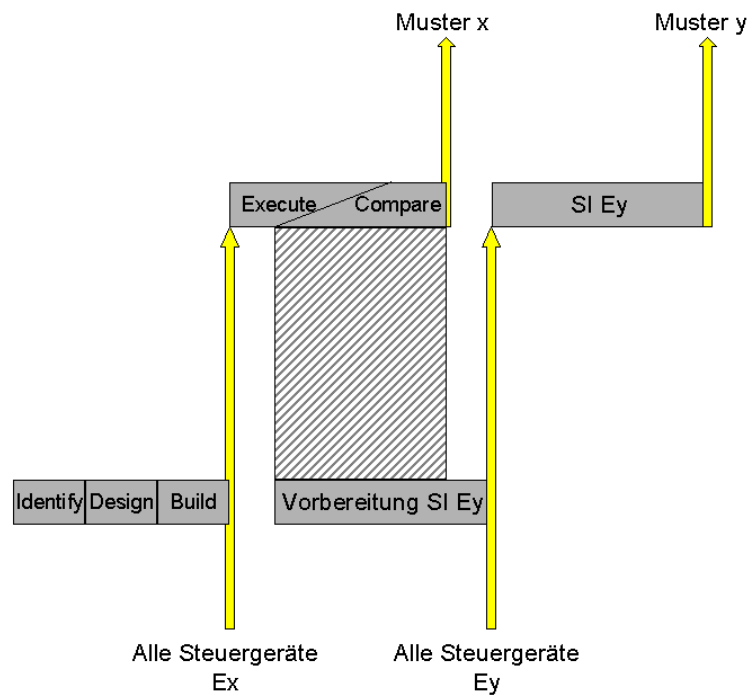 Muster x
Muster y
Execute
Compare
SI Ey
Identify
Design
Build
Vorbereitung SI Ey
Alle Steuergeräte
Ex
Alle Steuergeräte
Ey